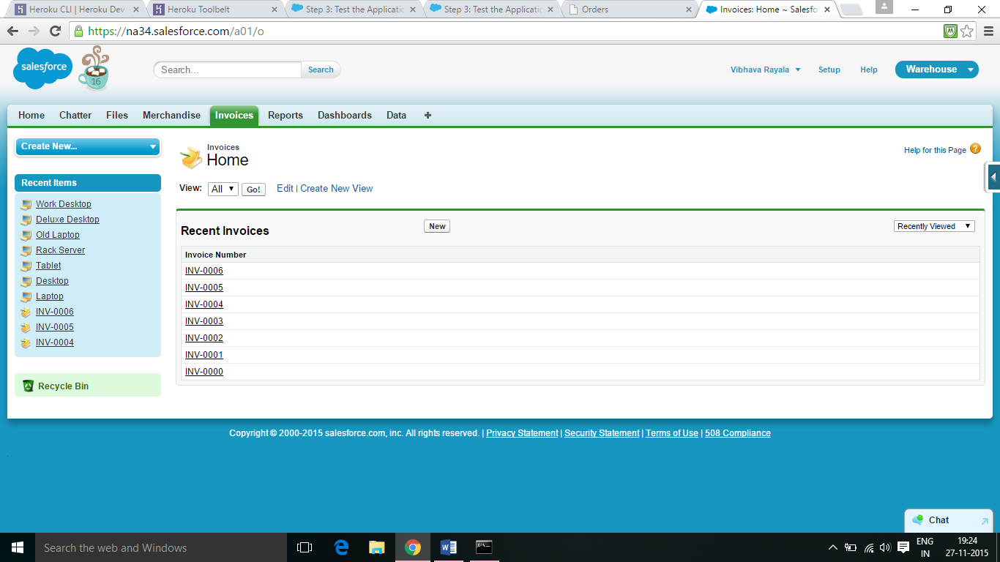 Heroku CLI | Heroku Dev
Heroku Toolbelt
Step 3: Test the Applicatic
Step 3: Test the Applicatic
Orders
Invoices: Home ~ Salesfo
https://na34.salesforce.com/a01/o
salesforce
16
Search...
Search
Vibhava Rayala
Setup
Help
Warehouse
Home
Chatter
Files
Merchandise
Invoices
Reports
Dashboards
Data
Create New...
Recent Items
Work Desktop
Deluxe Desktop
Old Laptop
Rack Server
Tablet
Desktop
Laptop
INV-0006
INV-0005
INV-0004
Recycle Bin
Invoices
Home
Help for this Page
View: All Go! Edit | Create New View
Recent Invoices
New
Recently Viewed
Invoice Number
INV-0006
INV-0005
INV-0004
INV-0003
INV-0002
INV-0001
INV-0000
Copyright © 2000-2015 salesforce.com, inc. All rights reserved. | Privacy Statement | Security Statement | Terms of Use | 508 Compliance
Chat
Search the web and Windows
ENG
IN
19:24
27-11-2015